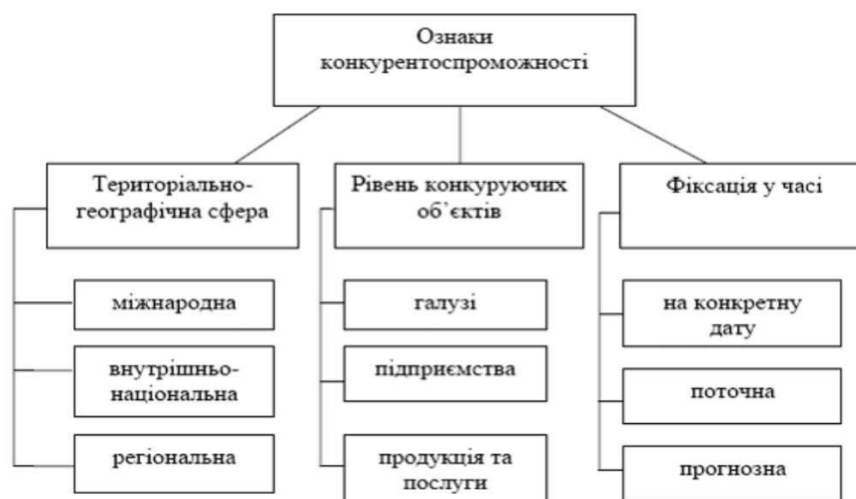 Ознаки
конкурентоспроможності
Територіально-
географічна сфера
міжнародна
внутрішньо-
національна
регіональна
Рівень конкуруючих
об’єктів
галузі
підприємства
продукція та
послуги
Фіксація у часі
на конкретну
дату
поточна
прогнозна